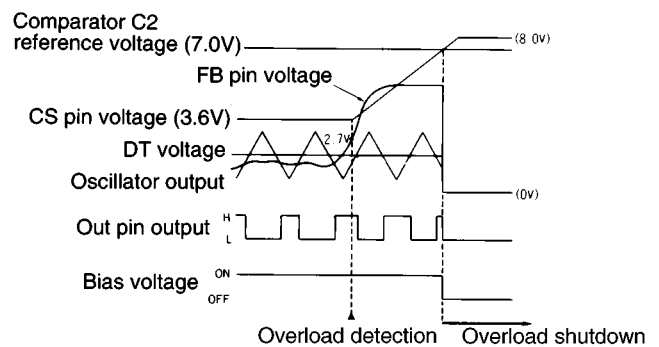 Comparator C2
reference voltage (7.0V)
(8.0V)
FB pin voltage
CS pin voltage (3.6V)
2.7V
DT voltage
Oscillator output
(0V)
Out pin output
H
L
Bias voltage
ON
OFF
Overload detection
Overload shutdown